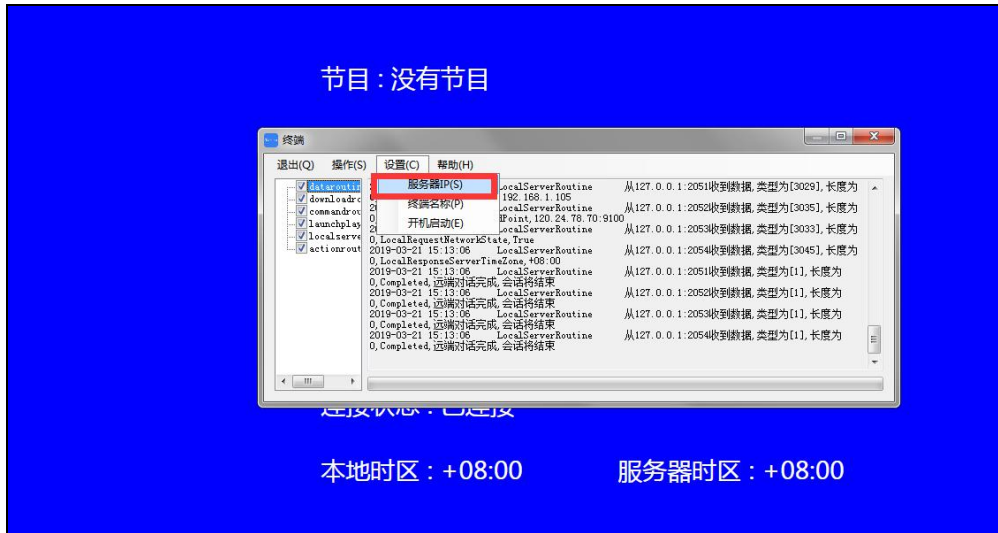 节目：没有节目
终端
退出(Q) 操作(S) 设置(C) 帮助(H)
服务器IP(S)
终端名称(P)
开机启动(E)
datarouti
downloadr
commandrou
launchplay
localserve
actionrout
LocalServerRoutine 从127.0.0.1:2051收到数据,类型为[3029],长度为
192.168.1.105
LocalServerRoutine 从127.0.0.1:2052收到数据,类型为[3035],长度为
Point,120.24.78.70:9100
LocalServerRoutine 从127.0.0.1:2053收到数据,类型为[3033],长度为
0,LocalRequestNetworkState,True
2019-03-21 15:13:06 LocalServerRoutine 从127.0.0.1:2054收到数据,类型为[3045],长度为
0,LocalResponseServerTimeZone,+08:00
2019-03-21 15:13:06 LocalServerRoutine 从127.0.0.1:2051收到数据,类型为[1],长度为
0,Completed,远端对话完成,会话将结束
2019-03-21 15:13:06 LocalServerRoutine 从127.0.0.1:2052收到数据,类型为[1],长度为
0,Completed,远端对话完成,会话将结束
2019-03-21 15:13:06 LocalServerRoutine 从127.0.0.1:2053收到数据,类型为[1],长度为
0,Completed,远端对话完成,会话将结束
2019-03-21 15:13:06 LocalServerRoutine 从127.0.0.1:2054收到数据,类型为[1],长度为
0,Completed,远端对话完成,会话将结束
连接状态：已连接
本地时区：+08:00 服务器时区：+08:00